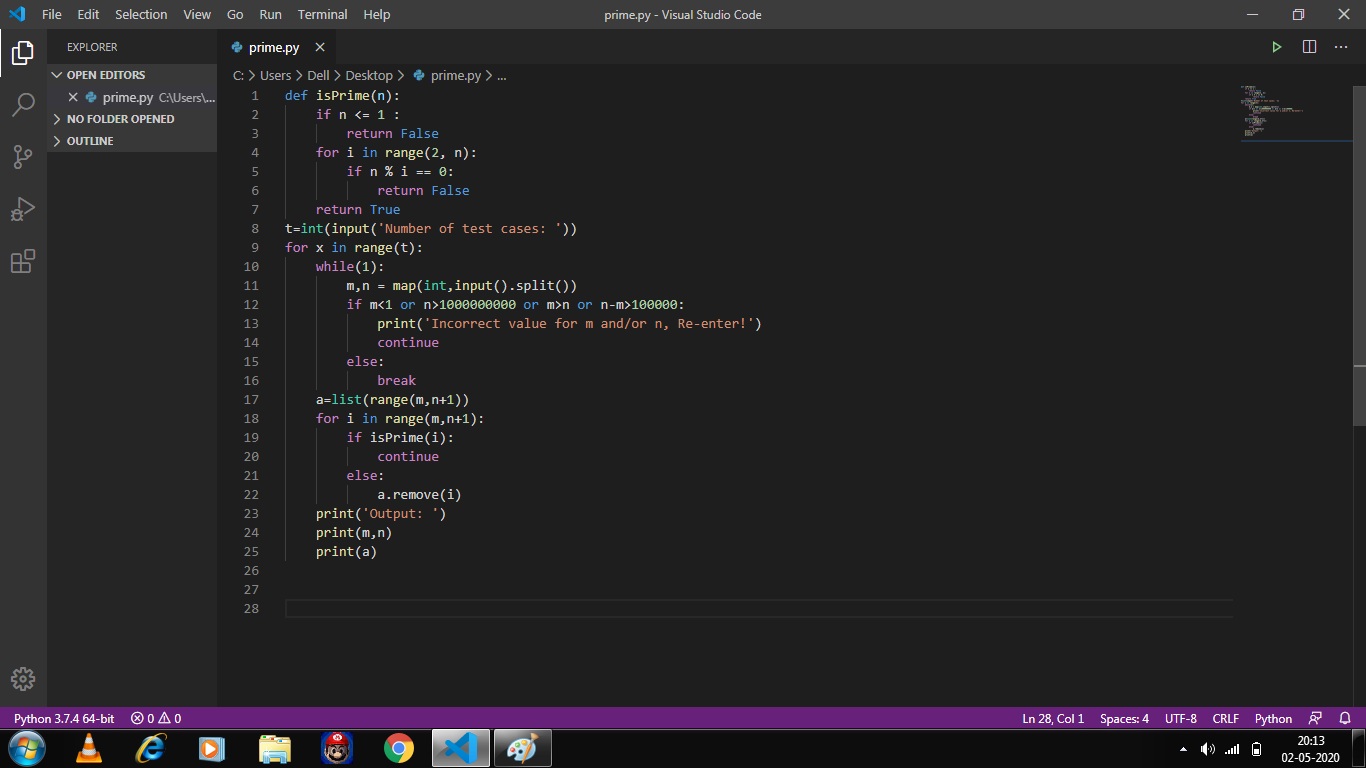 File Edit Selection View Go Run Terminal Help
prime.py - Visual Studio Code
EXPLORER
OPEN EDITORS
prime.py C:\Users\...
NO FOLDER OPENED
OUTLINE
prime.py
C: > Users > Dell > Desktop > prime.py > ...
1 def isPrime(n):
2     if n <= 1 :
3         return False
4     for i in range(2, n):
5         if n % i == 0:
6             return False
7     return True
8 t=int(input('Number of test cases: '))
9 for x in range(t):
10     while(1):
11         m,n = map(int,input().split())
12         if m<1 or n>1000000000 or m>n or n-m>100000:
13             print('Incorrect value for m and/or n, Re-enter!')
14             continue
15         else:
16             break
17     a=list(range(m,n+1))
18     for i in range(m,n+1):
19         if isPrime(i):
20             continue
21         else:
22             a.remove(i)
23     print('Output: ')
24     print(m,n)
25     print(a)
26
27
28
Python 3.7.4 64-bit 0 0
Ln 28, Col 1 Spaces: 4 UTF-8 CRLF Python
20:13
02-05-2020